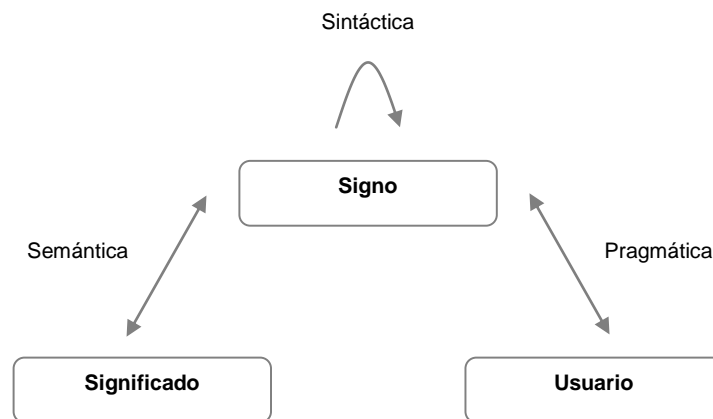 Sintáctica
Signo
Semántica
Pragmática
Significado
Usuario